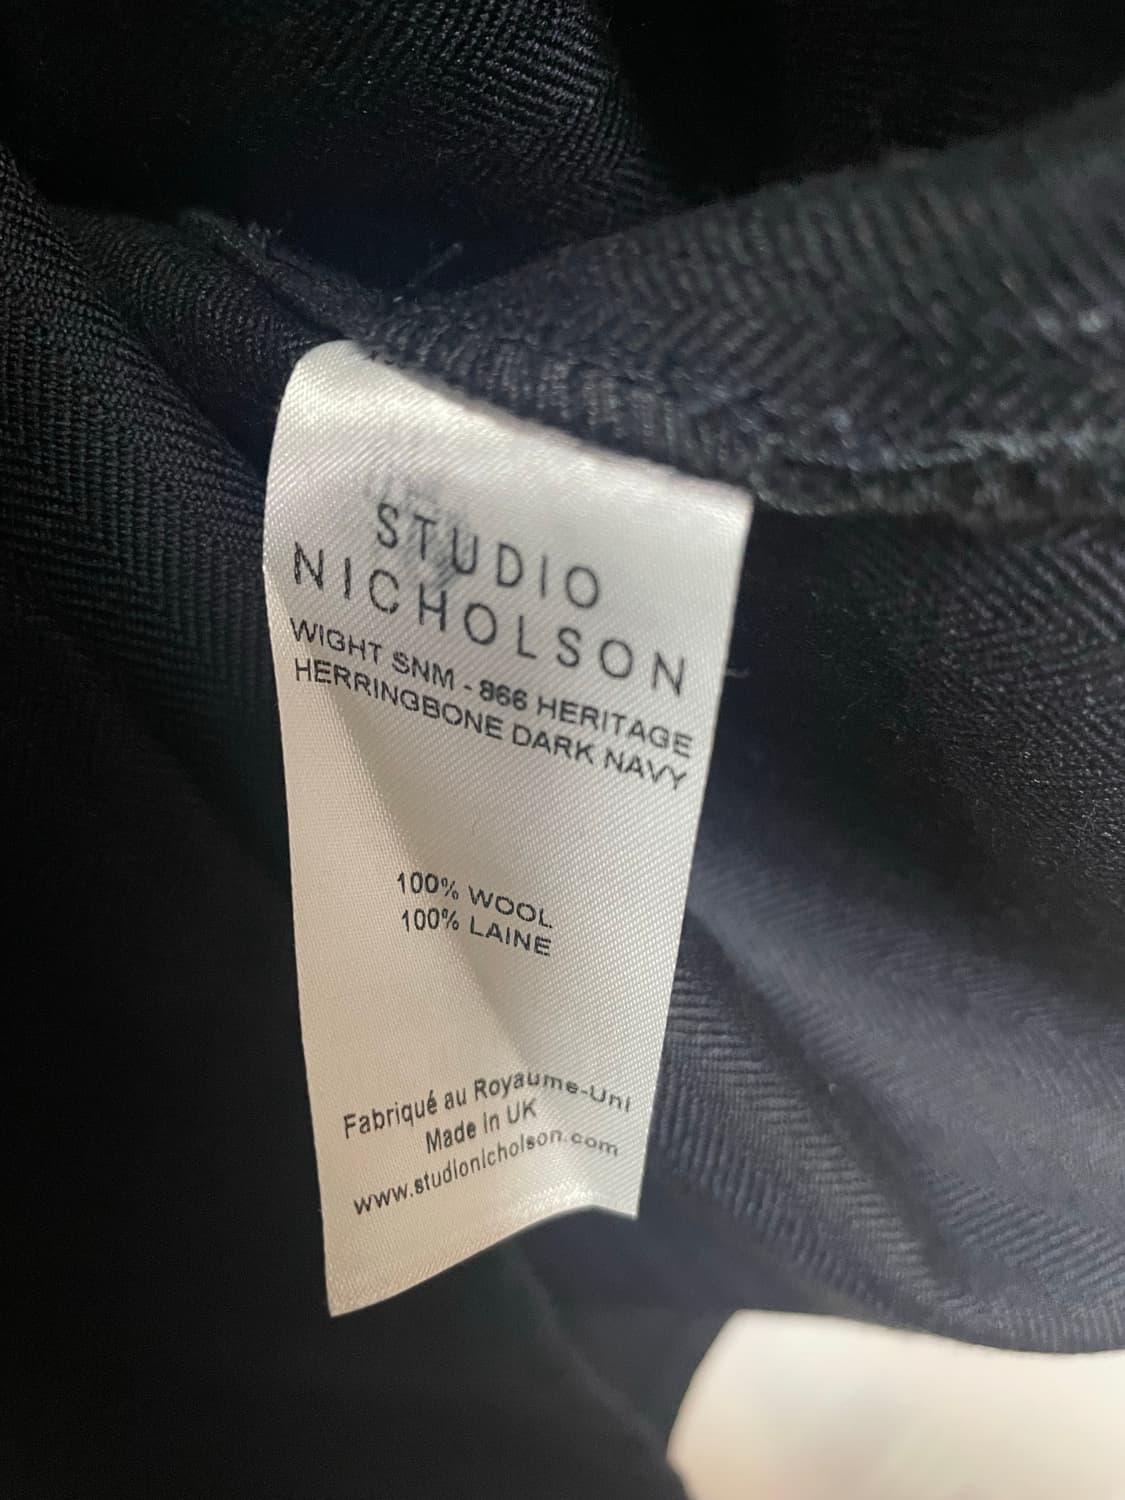 STUDIO
NICHOLSON
WIGHT SNM - 866 HERITAGE
HERRINGBONE DARK NAVY
100% WOOL
100% LAINE
Fabriqué au Royaume-Uni
Made in UK
www.studionicholson.com